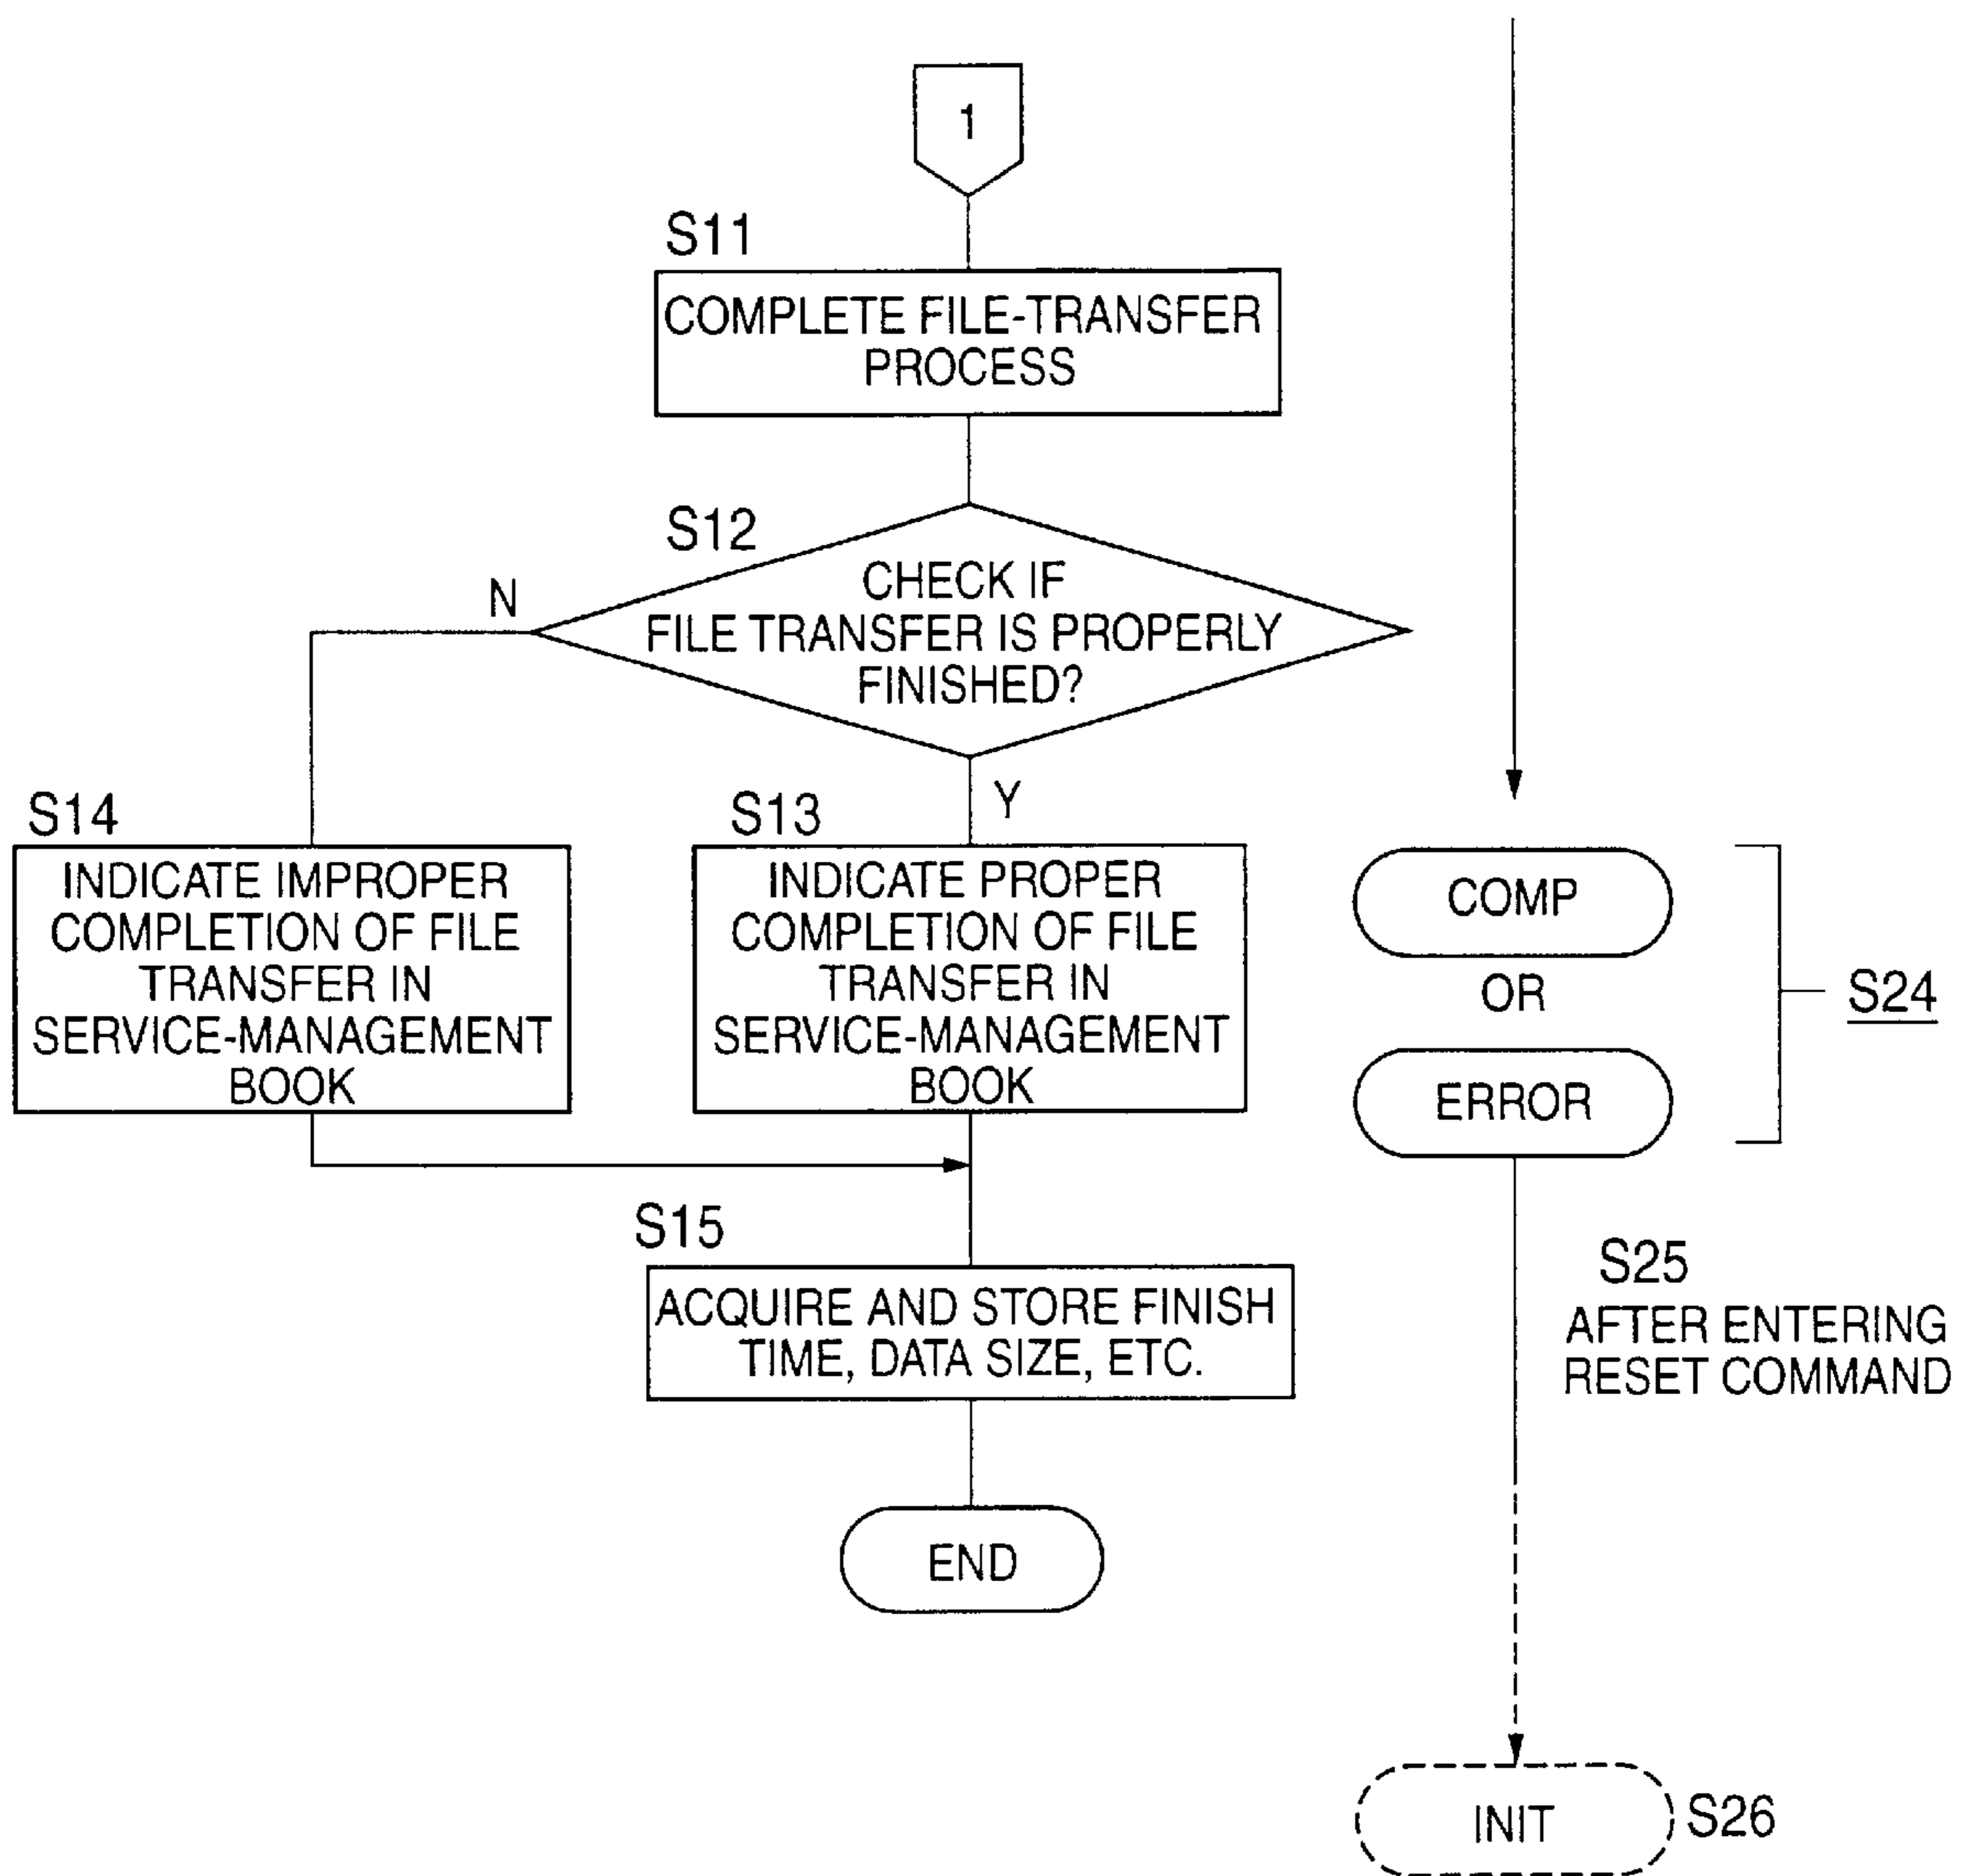 1
S11
COMPLETE FILE-TRANSFER
PROCESS
S12
CHECK IF
FILE TRANSFER IS PROPERLY
FINISHED?
N
Y
S14
INDICATE IMPROPER
COMPLETION OF FILE
TRANSFER IN
SERVICE-MANAGEMENT
BOOK
S13
INDICATE PROPER
COMPLETION OF FILE
TRANSFER IN
SERVICE-MANAGEMENT
BOOK
COMP
OR
ERROR
S24
S15
ACQUIRE AND STORE FINISH
TIME, DATA SIZE, ETC.
S25
AFTER ENTERING
RESET COMMAND
END
INIT
S26